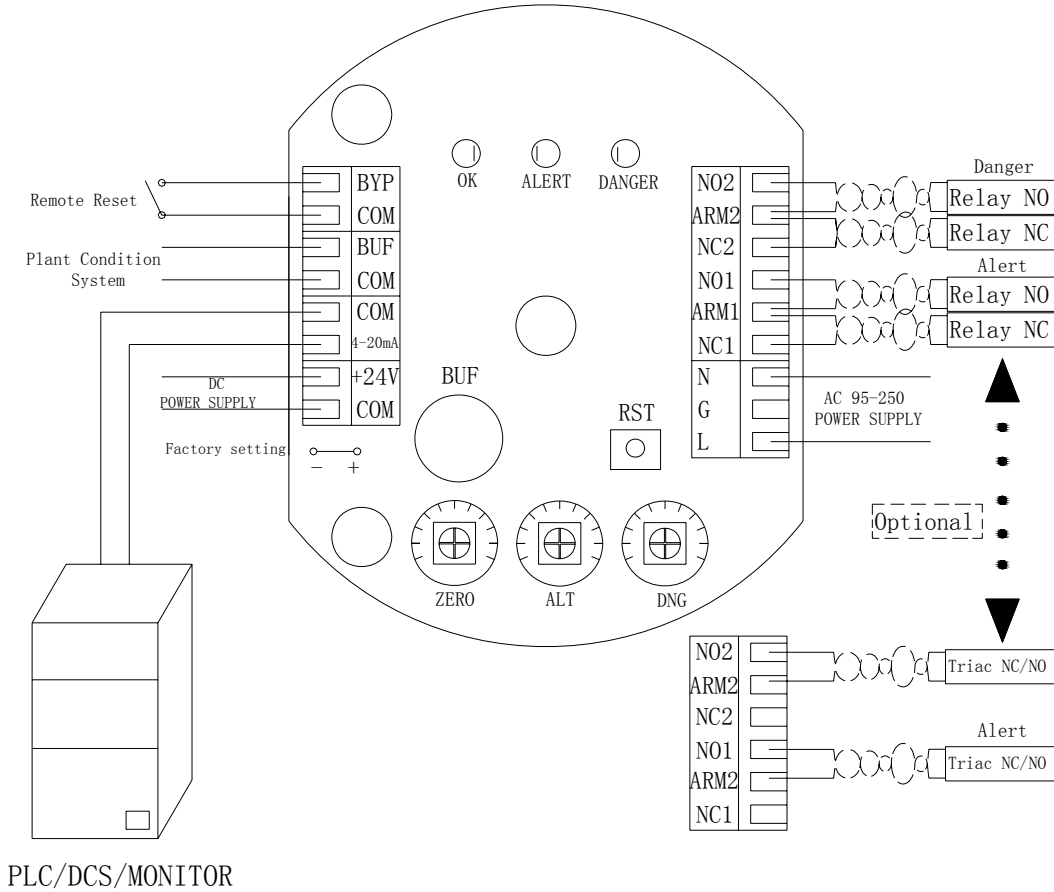 Remote Reset
Plant Condition
System
DC
POWER SUPPLY
Factory setting
- +
BYP
COM
BUF
COM
COM
4-20mA
+24V
COM
OK
ALERT
DANGER
BUF
RST
ZERO
ALT
DNG
NO2
ARM2
NC2
NO1
ARM1
NC1
N
G
L
Danger
Relay NO
Relay NC
Alert
Relay NO
Relay NC
AC 95-250
POWER SUPPLY
Optional
NO2
ARM2
NC2
NO1
ARM2
NC1
Triac NC/NO
Alert
Triac NC/NO
PLC/DCS/MONITOR